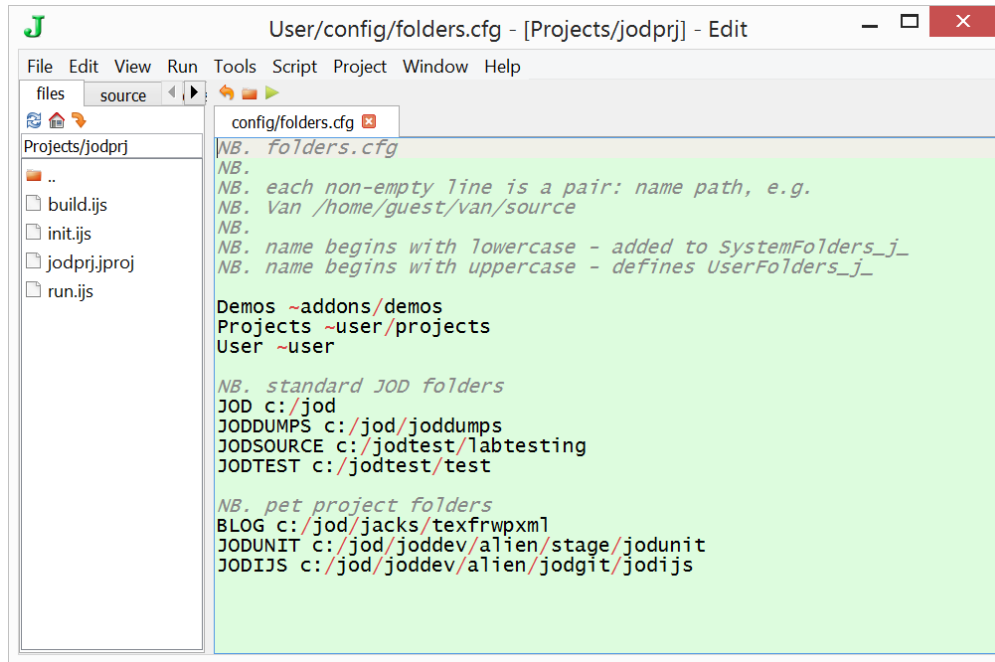 User/config/folders.cfg - [Projects/jodprj] - Edit
File Edit View Run Tools Script Project Window Help
files source
config/folders.cfg
Projects/jodprj
..
build.ijs
init.ijs
jodprj.jproj
run.ijs
NB. folders.cfg
NB.
NB. each non-empty line is a pair: name path, e.g.
NB. Van /home/guest/van/source
NB.
NB. name begins with lowercase - added to SystemFolders_j_
NB. name begins with uppercase - defines UserFolders_j_
Demos ~addons/demos
Projects ~user/projects
User ~user
NB. standard JOD folders
JOD c:/jod
JODDUMPS c:/jod/joddumps
JODSOURCE c:/jodtest/labtesting
JODTEST c:/jodtest/test
NB. pet project folders
BLOG c:/jod/jacks/texfrwpxml
JODUNIT c:/jod/joddev/alien/stage/jodunit
JODIJS c:/jod/joddev/alien/jodgit/jodijs